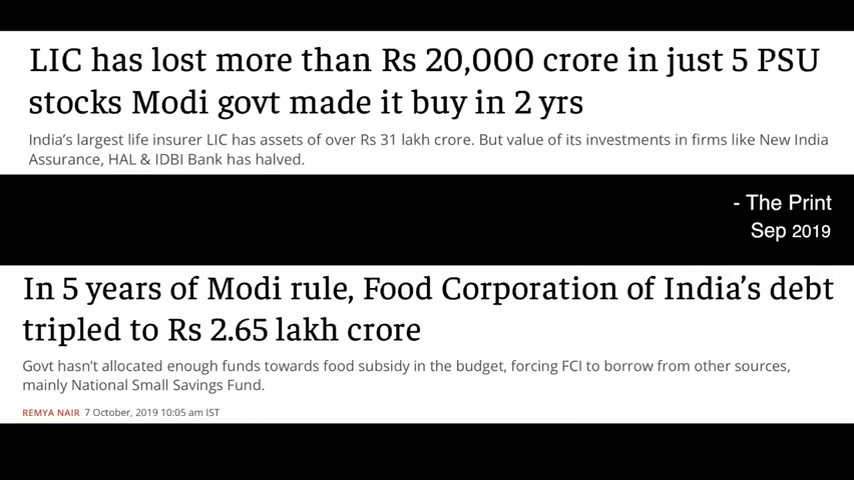 LIC has lost more than Rs 20,000 crore in just 5 PSU
stocks Modi govt made it buy in 2 yrs
India's largest life insurer LIC has assets of over Rs 31 lakh crore. But value of its investments in firms like New India
Assurance, HAL & IDBI Bank has halved.
- The Print
Sep 2019
In 5 years of Modi rule, Food Corporation of India's debt
tripled to Rs 2.65 lakh crore
Govt hasn't allocated enough funds towards food subsidy in the budget, forcing FCI to borrow from other sources,
mainly National Small Savings Fund.
REMYA NAIR 7 October, 2019 10:05 am IST